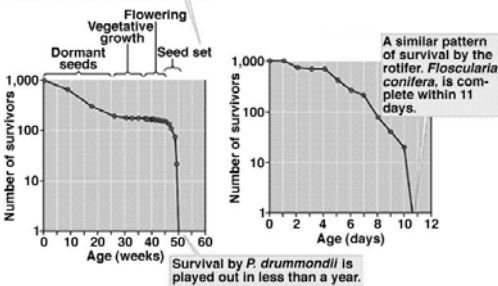 Flowering
Vegetative
growth
Dormant
seeds
Seed set
1,000
100
10
1
Number of survivors
0 10 20 30 40 50 60
Age (weeks)
Survival by P. drummondii is
played out in less than a year.
A similar pattern
of survival by the
rotifer. Floscularia
conifera, is com-
plete within 11
days.
1,000
100
10
1
Number of survivors
0 2 4 6 8 10 12
Age (days)